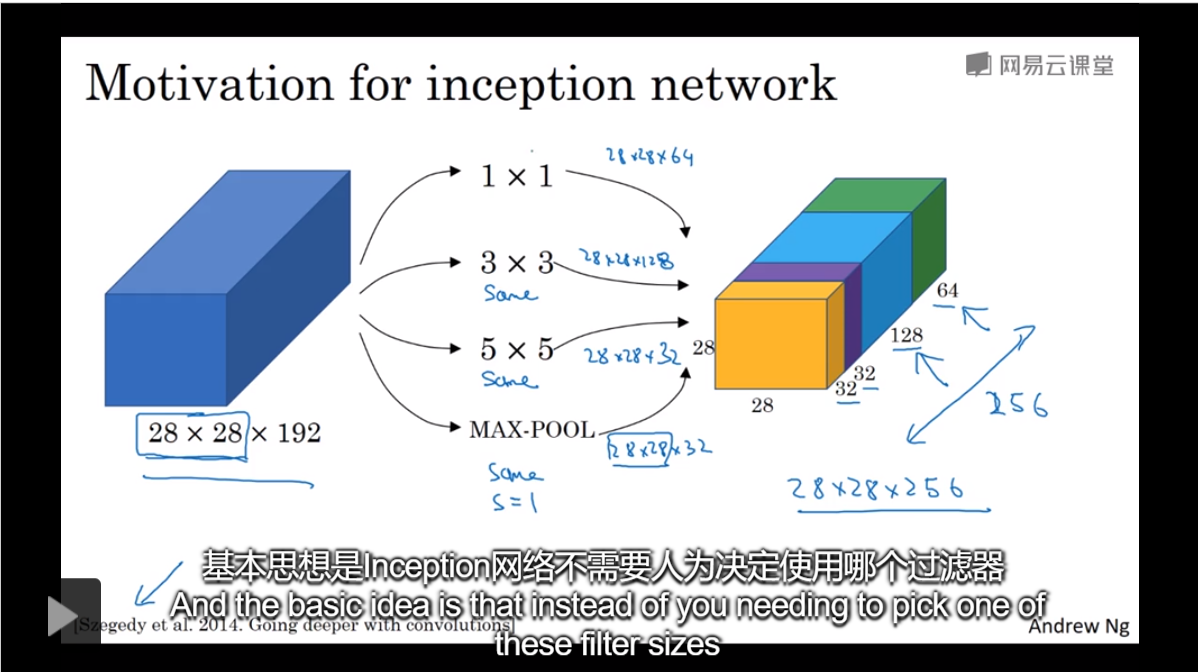 Motivation for inception network
网易云课堂
1 × 1
28×28×64
3 × 3
28×28×128
Same
5 × 5
28×28×32
Same
MAX-POOL
28×28×32
Same
s=1
28 × 28 × 192
28
28
32
32
128
64
256
28×28×256
基本思想是Inception网络不需要人为决定使用哪个过滤器
And the basic idea is that instead of you needing to pick one of
these filter sizes
[Szegedy et al. 2014. Going deeper with convolutions]
Andrew Ng